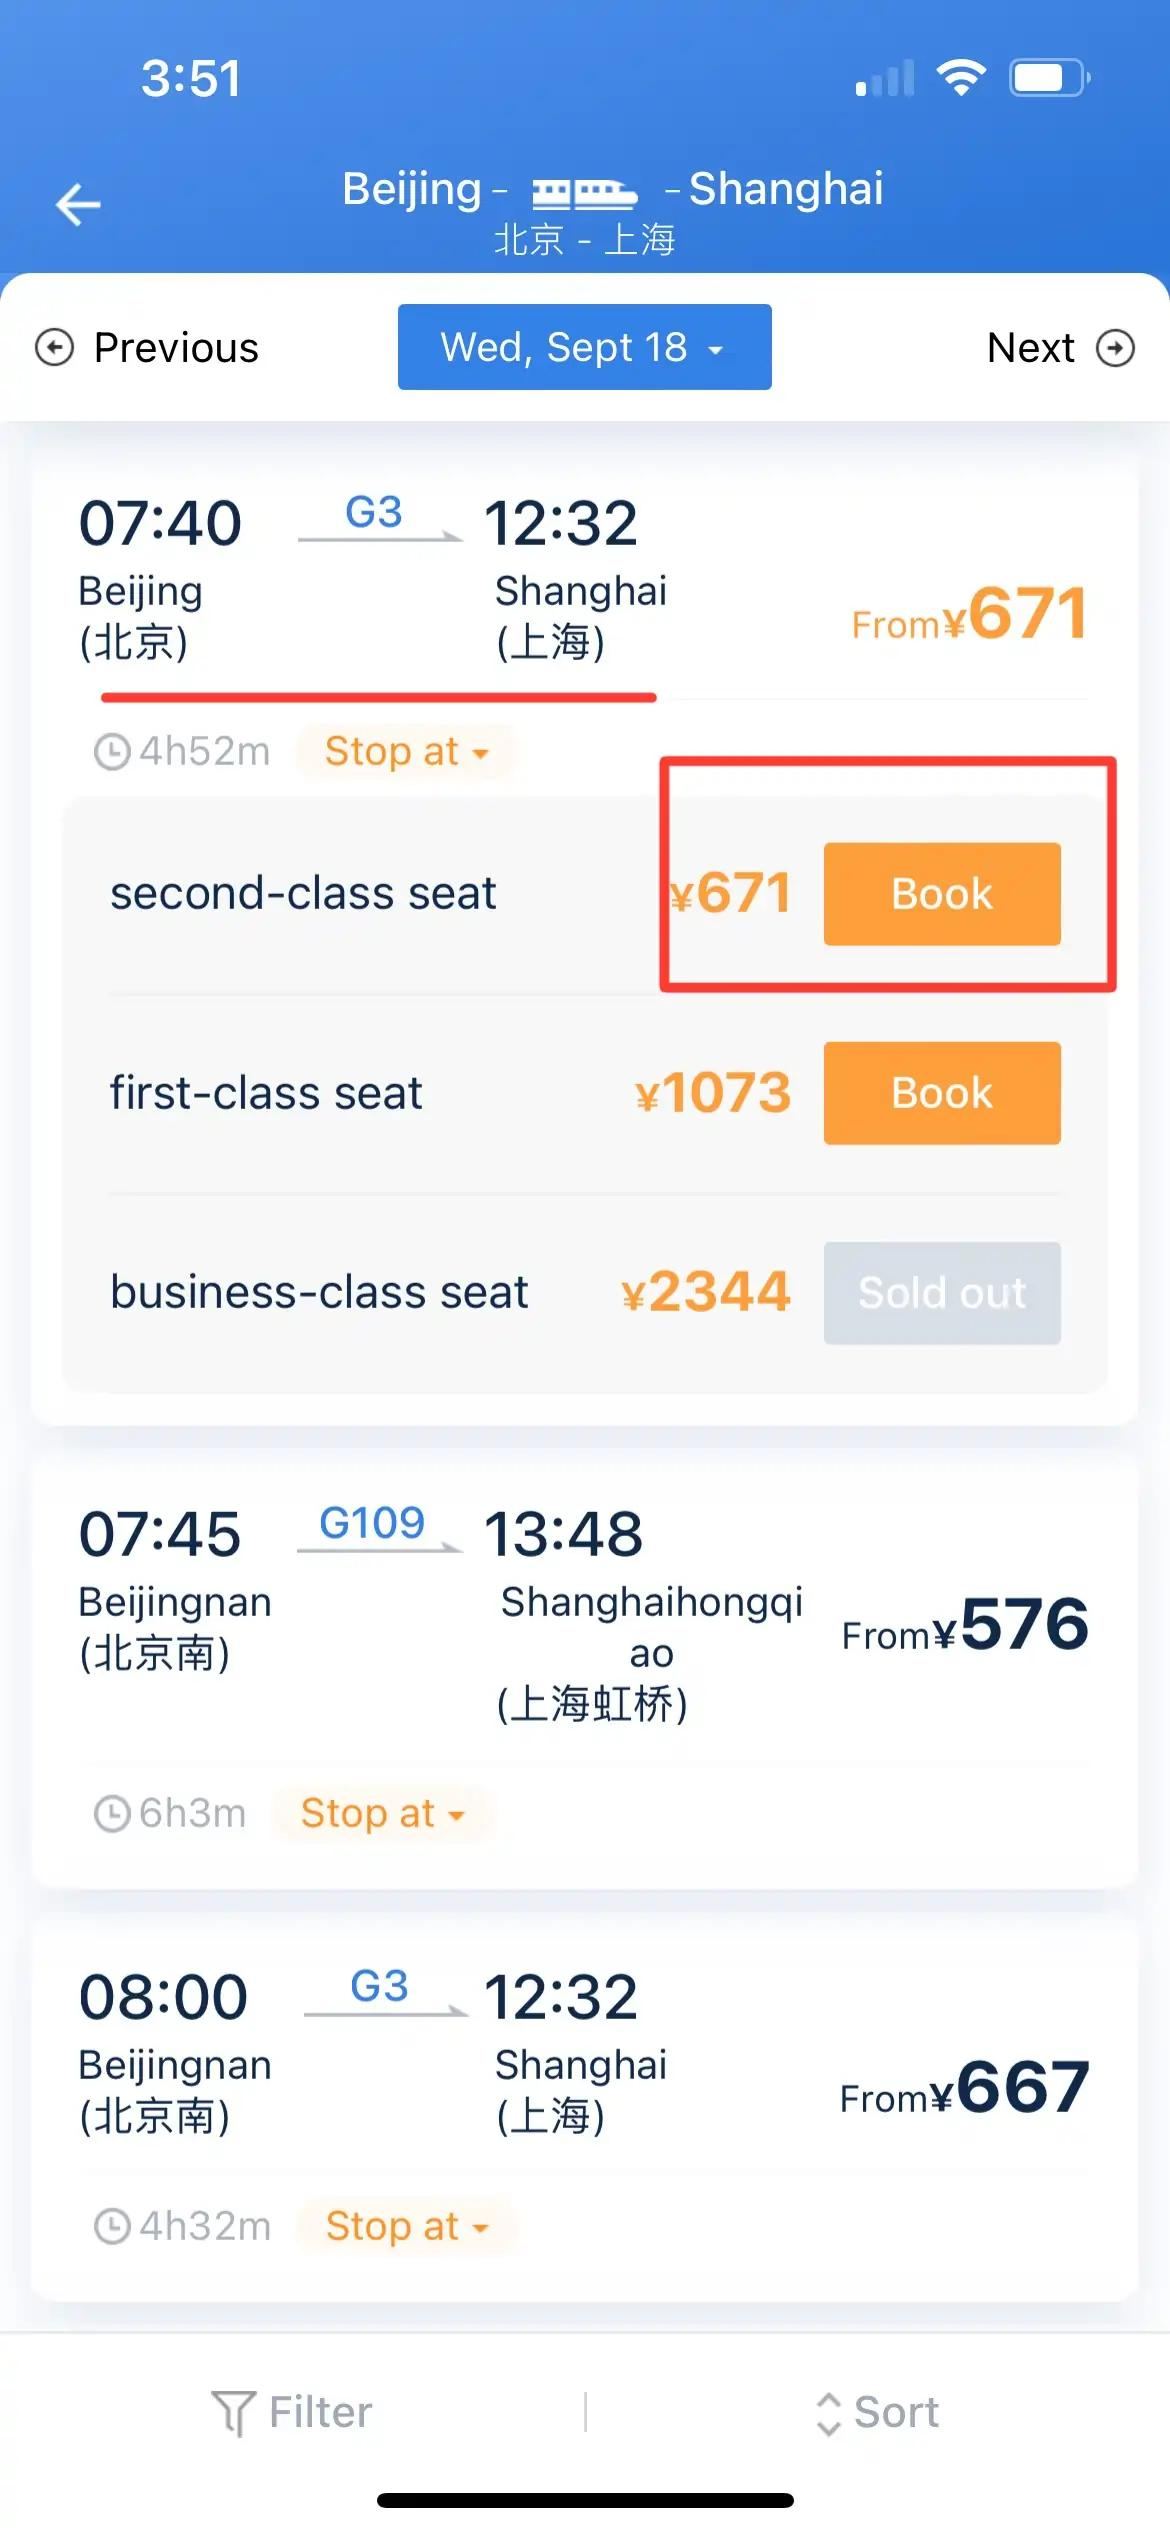 3:51
Beijing - - Shanghai
北京 - 上海
Previous
Wed, Sept 18
Next
07:40 G3 12:32
Beijing Shanghai
(北京) (上海)
From¥671
4h52m Stop at
second-class seat ¥671 Book
first-class seat ¥1073 Book
business-class seat ¥2344 Sold out
07:45 G109 13:48
Beijingnan Shanghaihongqi
ao
(北京南) (上海虹桥)
From¥576
6h3m Stop at
08:00 G3 12:32
Beijingnan Shanghai
(北京南) (上海)
From¥667
4h32m Stop at
Filter Sort